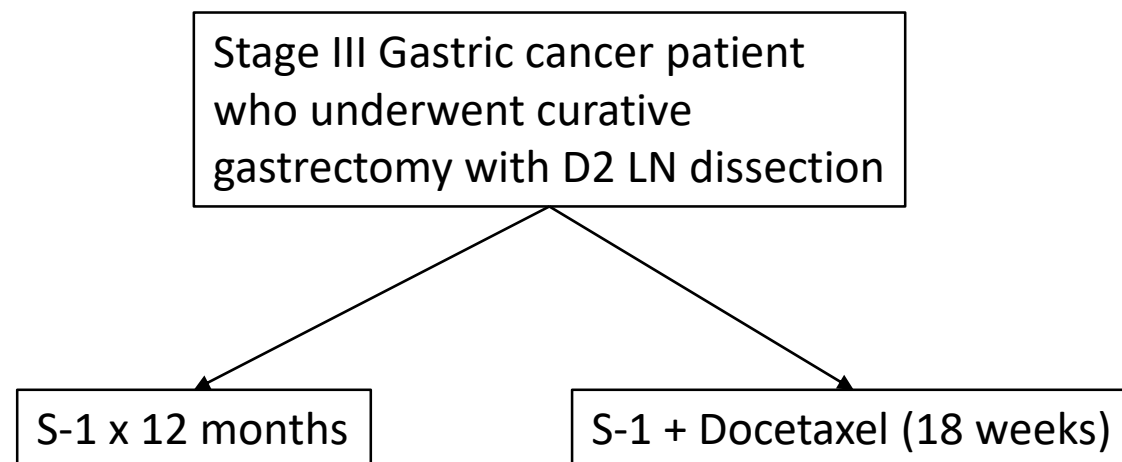 Stage III Gastric cancer patient
who underwent curative
gastrectomy with D2 LN dissection
S-1 x 12 months
S-1 + Docetaxel (18 weeks)